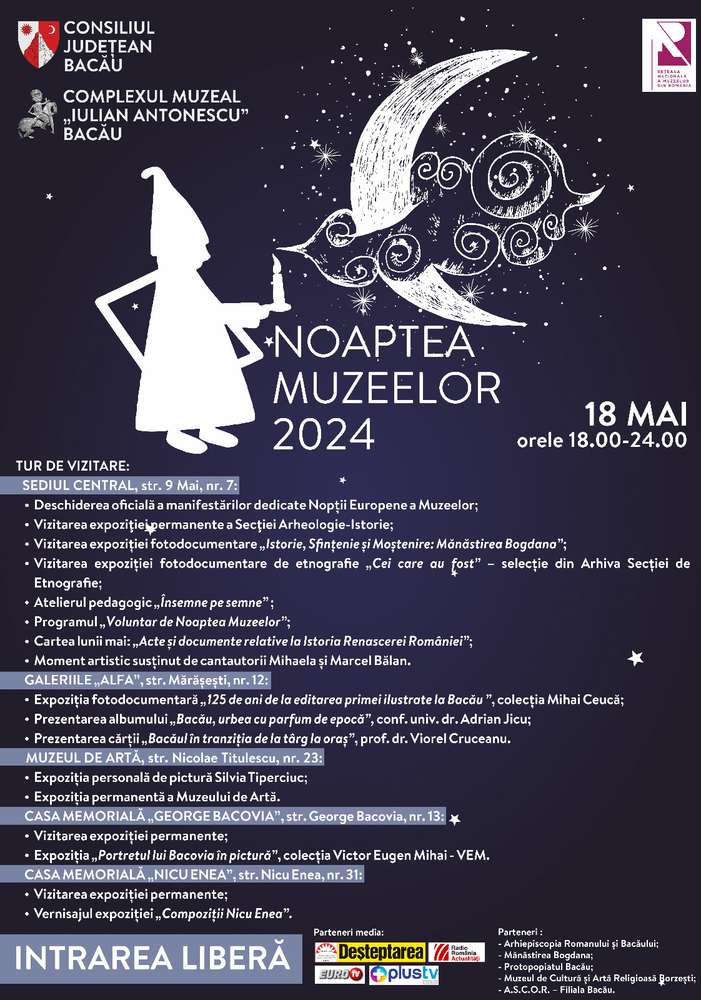 CONSILIUL
JUDEȚEAN
BACĂU
COMPLEXUL MUZEAL
„IULIAN ANTONESCU”
BACĂU
R
REȚEAUA
NAȚIONALĂ
A MUZEELOR
DIN ROMÂNIA
NOAPTEA
MUZEELOR
2024
18 MAI
orele 18.00-24.00
TUR DE VIZITARE:
SEDIUL CENTRAL, str. 9 Mai, nr. 7:
• Deschiderea oficială a manifestărilor dedicate Nopții Europene a Muzeelor;
• Vizitarea expoziției permanente a Secției Arheologie-Istorie;
• Vizitarea expoziției fotodocumentare „Istorie, Sfințenie și Moștenire: Mănăstirea Bogdana”;
• Vizitarea expoziției fotodocumentare de etnografie „Cei care au fost” – selecție din Arhiva Secției de
Etnografie;
• Atelierul pedagogic „Însemne pe semne”;
• Programul „Voluntar de Noaptea Muzeelor”;
• Cartea lunii mai: „Acte și documente relative la Istoria Renascerei României”;
• Moment artistic susținut de cantautorii Mihaela și Marcel Bălan.
GALERIILE „ALFA”, str. Mărășești, nr. 12:
• Expoziția fotodocumentară „125 de ani de la editarea primei ilustrate la Bacău ”, colecția Mihai Ceucă;
• Prezentarea albumului „Bacău, urbea cu parfum de epocă”, conf. univ. dr. Adrian Jicu;
• Prezentarea cărții „Bacăul în tranziția de la târg la oraș”, prof. dr. Viorel Cruceanu.
MUZEUL DE ARTĂ, str. Nicolae Titulescu, nr. 23:
• Expoziția personală de pictură Silvia Tiperciuc;
• Expoziția permanentă a Muzeului de Artă.
CASA MEMORIALĂ „GEORGE BACOVIA”, str. George Bacovia, nr. 13:
• Vizitarea expoziției permanente;
• Expoziția „Portretul lui Bacovia în pictură”, colecția Victor Eugen Mihai - VEM.
CASA MEMORIALĂ „NICU ENEA”, str. Nicu Enea, nr. 31:
• Vizitarea expoziției permanente;
• Vernisajul expoziției „Compoziții Nicu Enea”.
INTRAREA LIBERĂ
Parteneri media:
Deșteptarea
Radio
România
Actualități
EURO TV
plustv
Parteneri :
- Arhiepiscopia Romanului și Bacăului;
- Mănăstirea Bogdana;
- Protopopiatul Bacău;
- Muzeul de Cultură și Artă Religioasă Borzești;
- A.S.C.O.R. – Filiala Bacău.